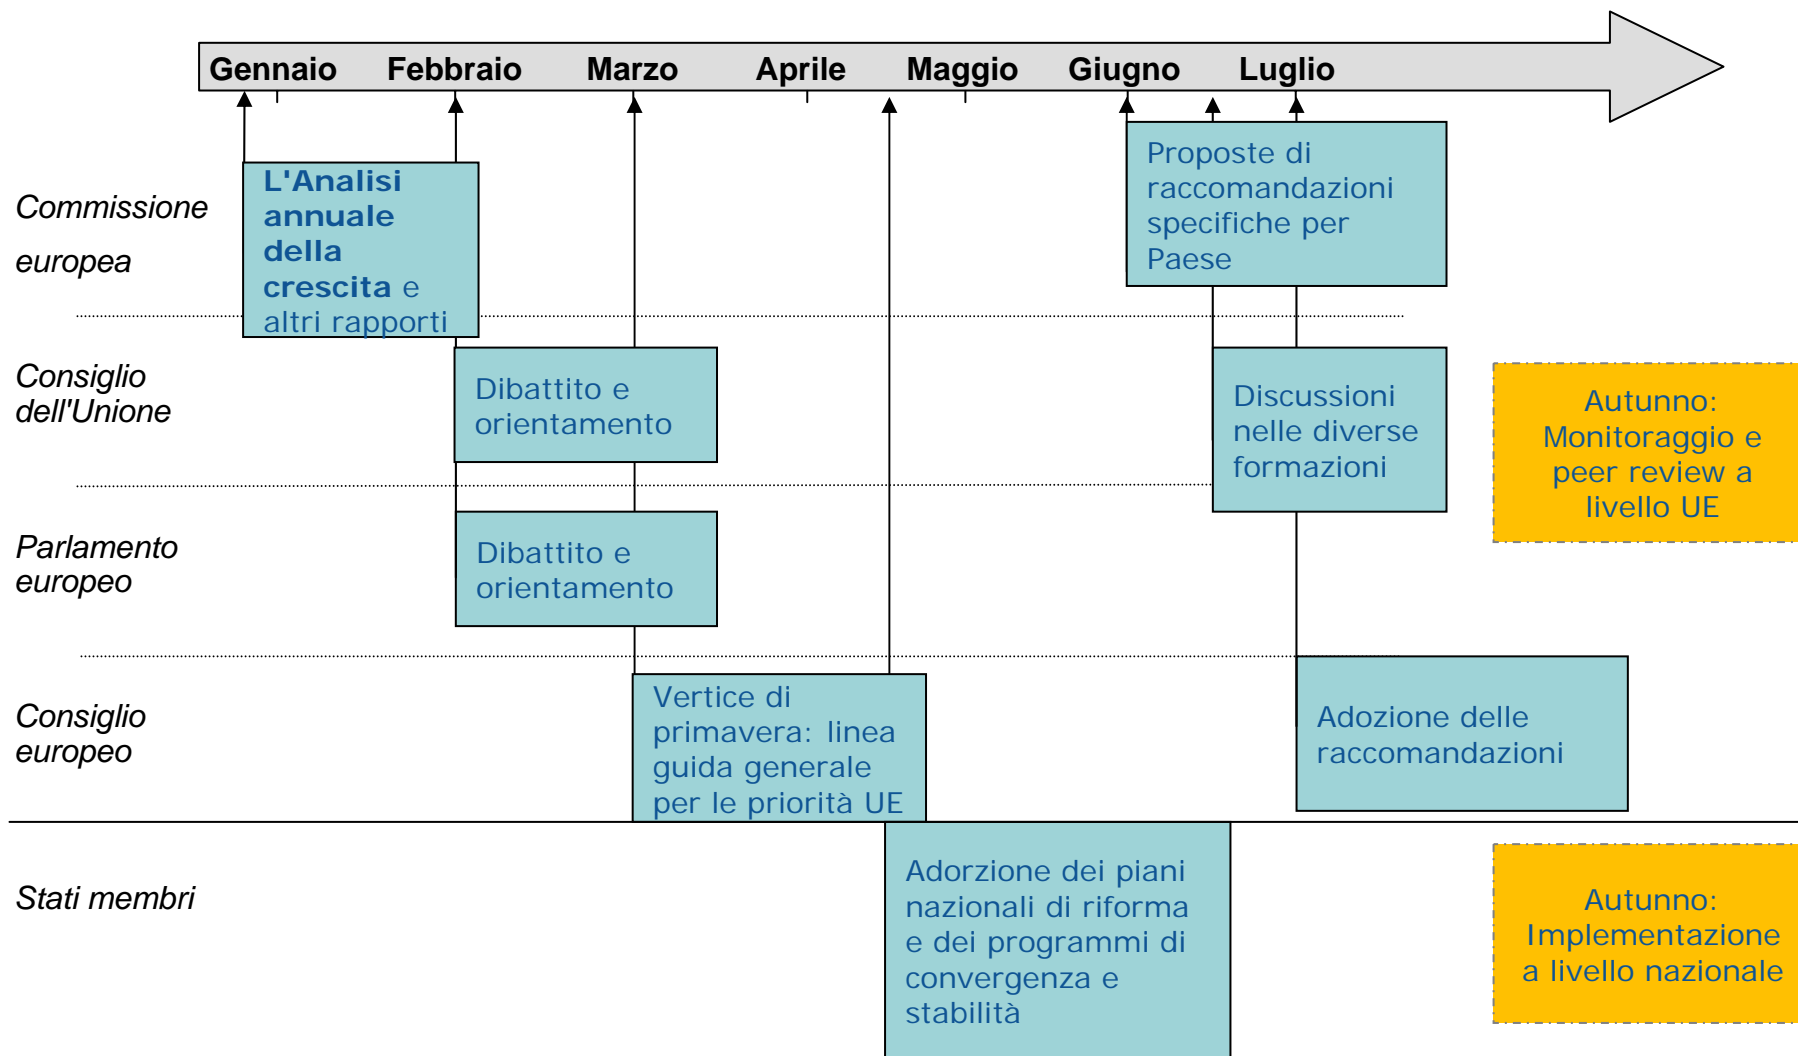 Gennaio Febbraio Marzo Aprile Maggio Giugno Luglio
Commissione
europea
L'Analisi
annuale
della
crescita e
altri rapporti
Proposte di
raccomandazioni
specifiche per
Paese
Consiglio
dell'Unione
Dibattito e
orientamento
Discussioni
nelle diverse
formazioni
Autunno:
Monitoraggio e
peer review a
livello UE
Parlamento
europeo
Dibattito e
orientamento
Consiglio
europeo
Vertice di
primavera: linea
guida generale
per le priorità UE
Adozione delle
raccomandazioni
Stati membri
Adorzione dei piani
nazionali di riforma
e dei programmi di
convergenza e
stabilità
Autunno:
Implementazione
a livello nazionale